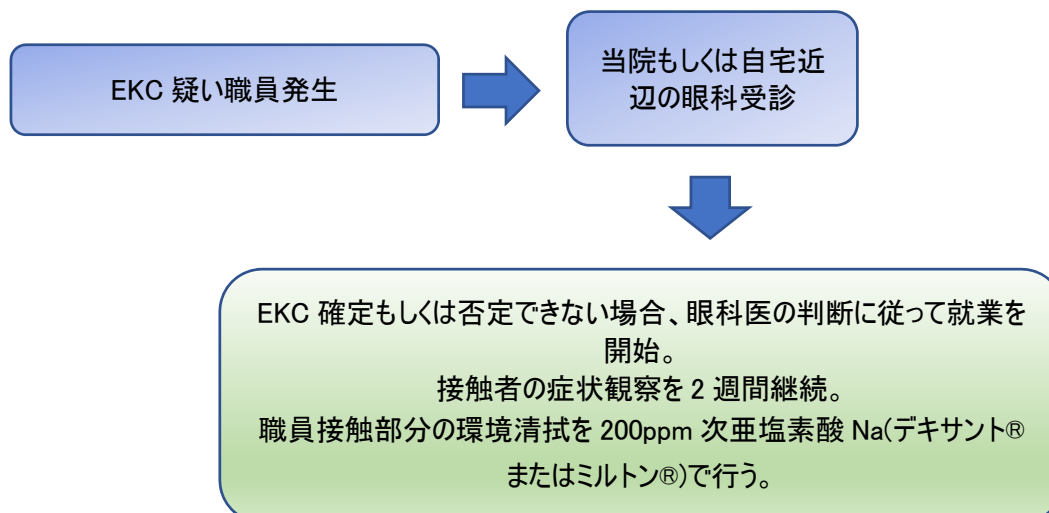 EKC 疑い職員発生
当院もしくは自宅近
辺の眼科受診
EKC 確定もしくは否定できない場合、眼科医の判断に従って就業を
開始。
接触者の症状観察を 2 週間継続。
職員接触部分の環境清拭を 200ppm 次亜塩素酸 Na(デキサント®
またはミルトン®)で行う。